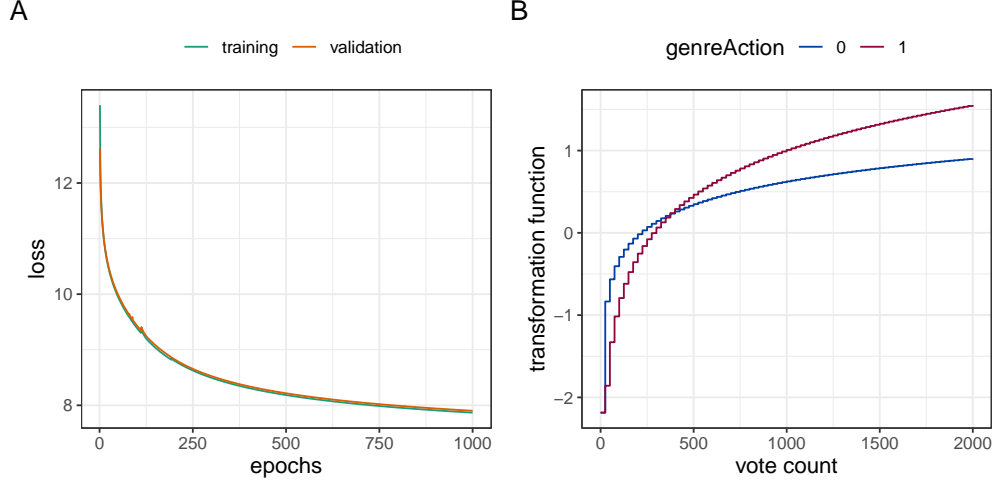 A
training validation
12
10
8
0 250 500 750 1000
epochs
loss
B
genreAction 0 1
1
0
−1
−2
0 500 1000 1500 2000
vote count
transformation function